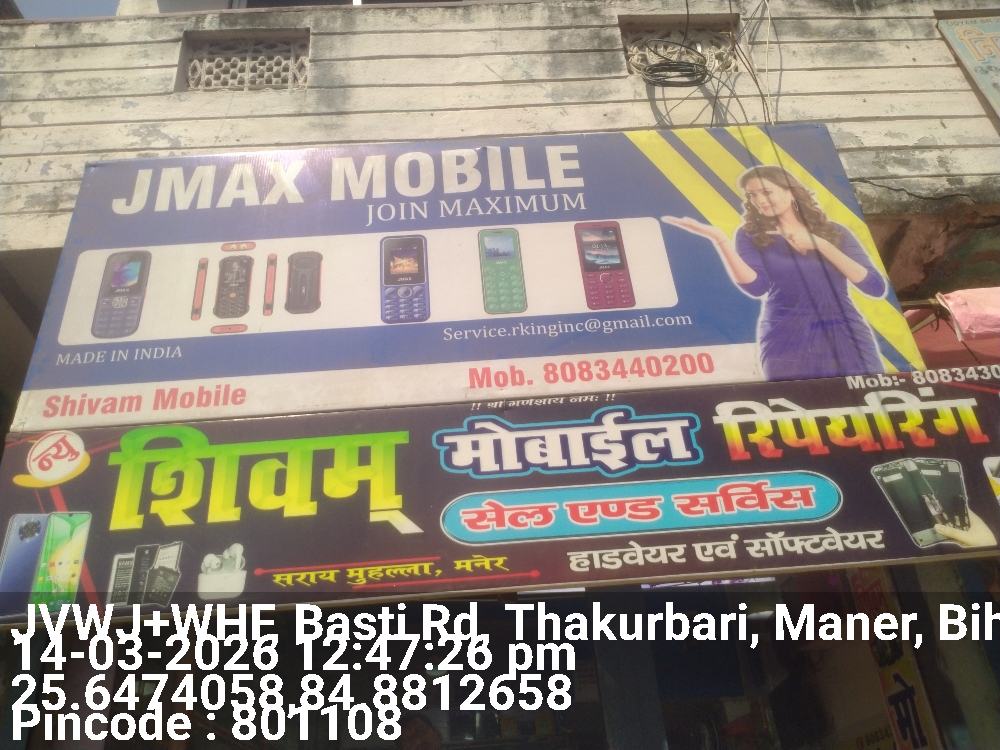 JMAX MOBILE
JOIN MAXIMUM
Service.rkinginc@gmail.com
MADE IN INDIA
Shivam Mobile
Mob. 8083440200
Mob:- 8083430
!! श्री गणेशाय नमः !!
न्यु
शिवम् मोबाईल रिपेयरिंग
सेल एण्ड सर्विस
सराय मुहल्ला, मनेर
हाडवेयर एवं सॉफ्टवेयर
JVWJ+WHF, Basti Rd, Thakurbari, Maner, Bih
14-03-2026 12:47:26 pm
25.6474058,84.8812658
Pincode : 801108